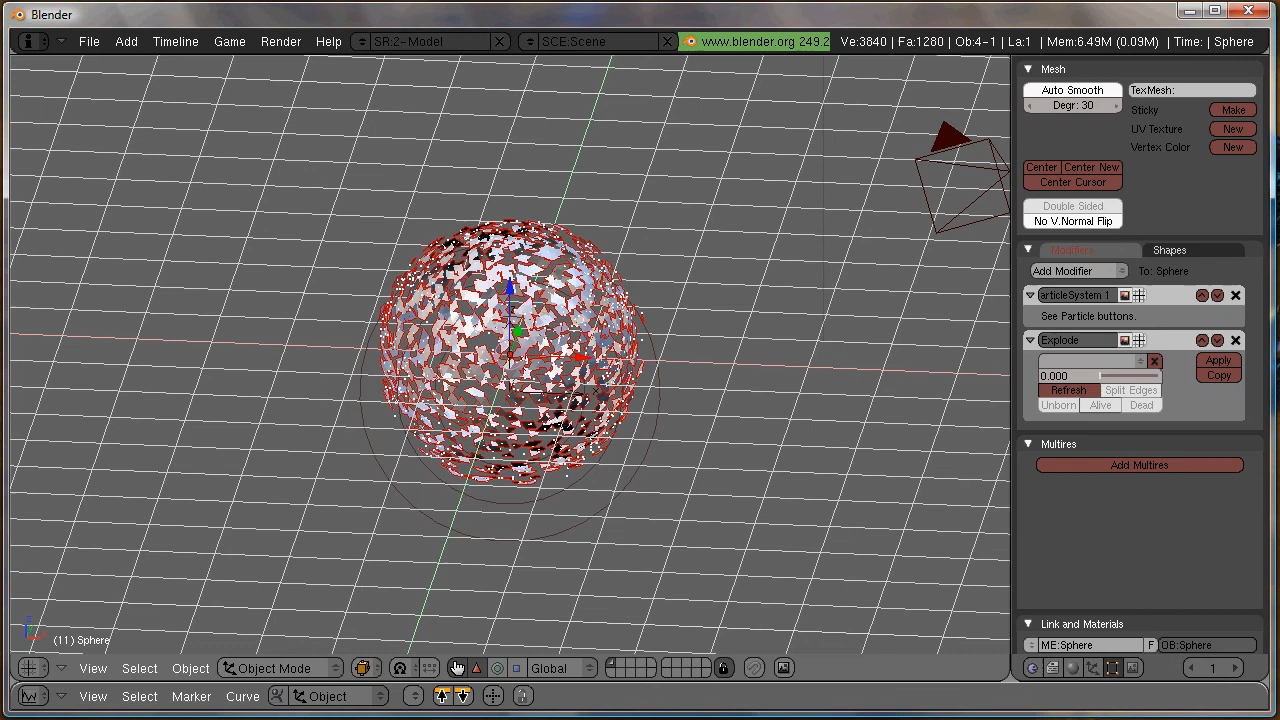 Blender
File Add Timeline Game Render Help SR:2-Model SCE:Scene www.blender.org 249.2 Ve:3840 | Fa:1280 | Ob:4-1 | La:1 | Mem:6.49M (0.09M) | Time: | Sphere
Mesh
Auto Smooth TexMesh:
Degr: 30
Sticky Make
UV Texture New
Vertex Color New
Center Center New
Center Cursor
Double Sided
No V.Normal Flip
Modifiers Shapes
Add Modifier To: Sphere
articleSystem 1
See Particle buttons.
Explode
Apply
0.000 Copy
Refresh Split Edges
Unborn Alive Dead
Multires
Add Multires
Link and Materials
ME:Sphere F OB:Sphere
(11) Sphere
View Select Object Object Mode Global 1
View Select Marker Curve Object